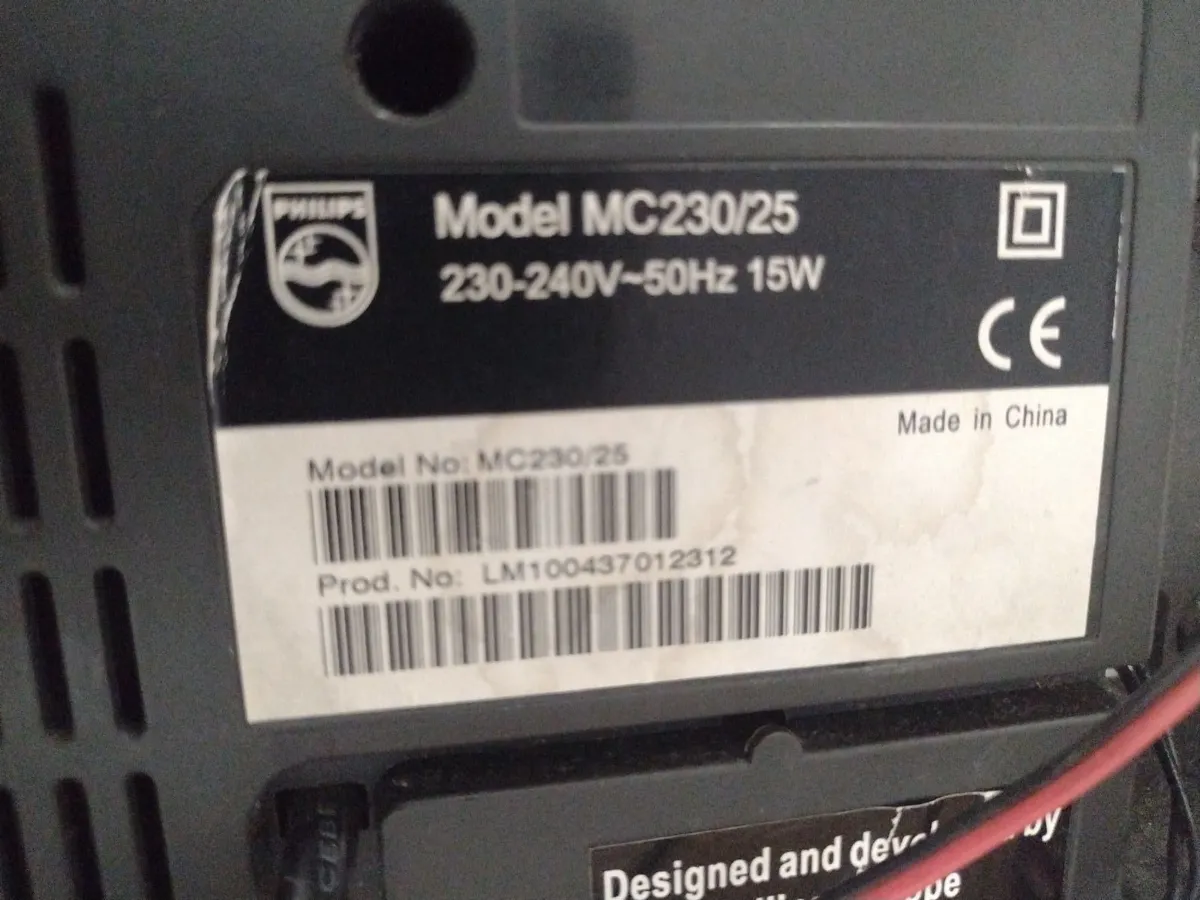 PHILIPS
Model MC230/25
230-240V~50Hz 15W
CE
Made in China
Model No: MC230/25
Prod. No: LM100437012312
Designed and by